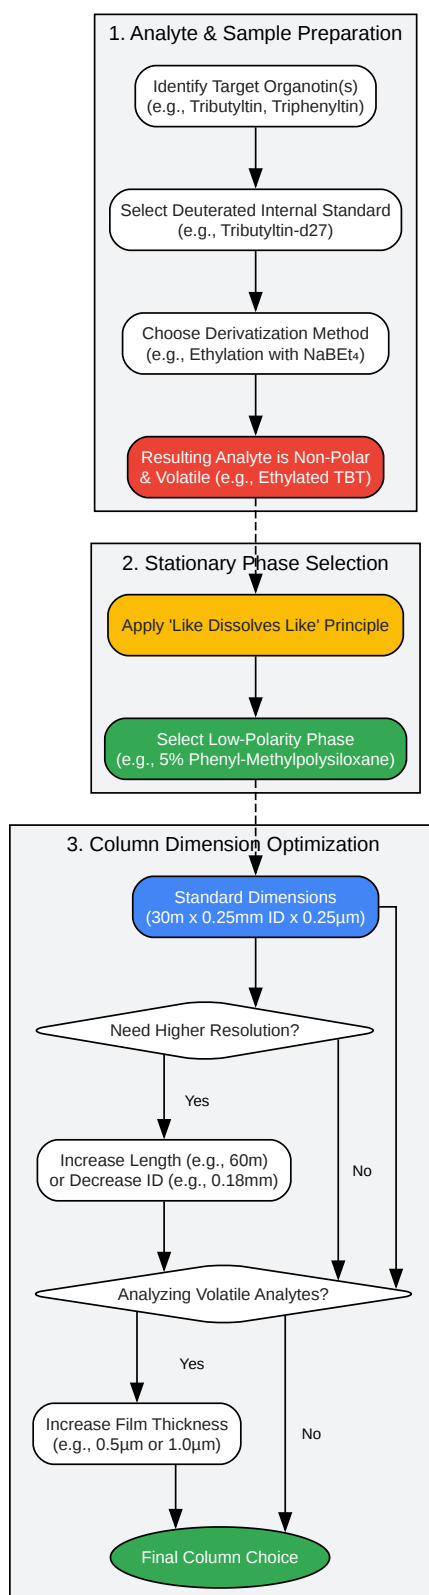 1. Analyte & Sample Preparation
Identify Target Organotin(s)
(e.g., Tributyltin, Triphenyltin)
Select Deuterated Internal Standard
(e.g., Tributyltin-d27)
Choose Derivatization Method
(e.g., Ethylation with NaBEt₄)
Resulting Analyte is Non-Polar
& Volatile (e.g., Ethylated TBT)
2. Stationary Phase Selection
Apply 'Like Dissolves Like' Principle
Select Low-Polarity Phase
(e.g., 5% Phenyl-Methylpolysiloxane)
3. Column Dimension Optimization
Standard Dimensions
(30m x 0.25mm ID x 0.25µm)
Need Higher Resolution?
Yes
Increase Length (e.g., 60m)
or Decrease ID (e.g., 0.18mm)
No
Analyzing Volatile Analytes?
Yes
Increase Film Thickness
(e.g., 0.5µm or 1.0µm)
No
Final Column Choice